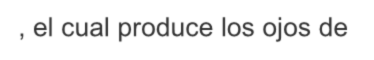 , el cual produce los ojos de